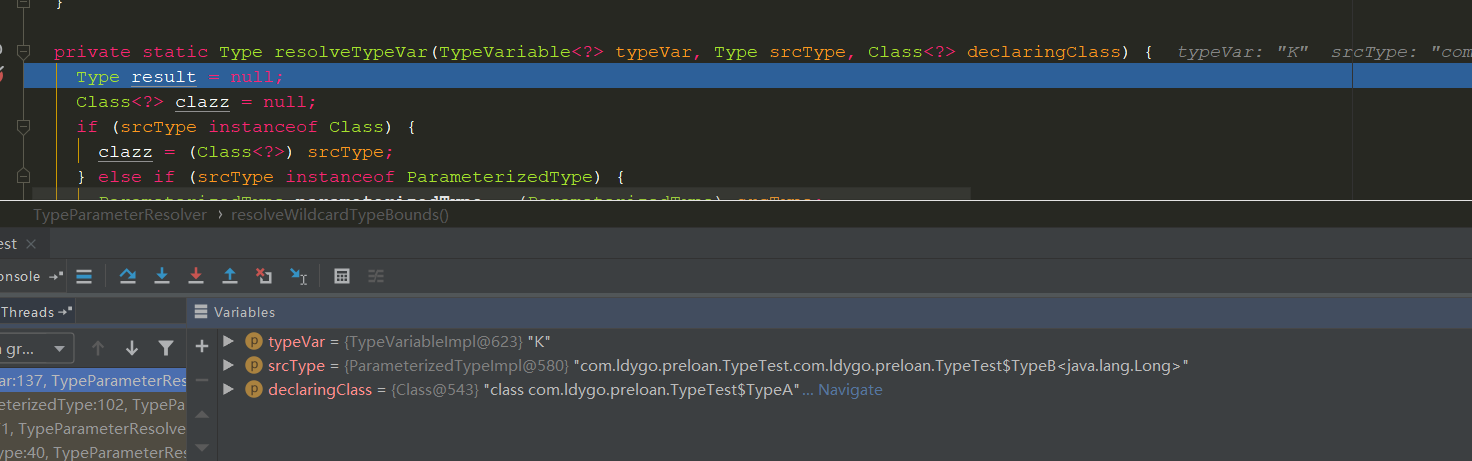 }
private static Type resolveTypeVar(TypeVariable<?> typeVar, Type srcType, Class<?> declaringClass) { typeVar: "K" srcType: "com
Type result = null;
Class<?> clazz = null;
if (srcType instanceof Class) {
clazz = (Class<?>) srcType;
} else if (srcType instanceof ParameterizedType) {
TypeParameterResolver › resolveWildcardTypeBounds()
est ×
onsole
Threads
Variables
n gr...
typeVar = {TypeVariableImpl@623} "K"
srcType = {ParameterizedTypeImpl@580} "com.ldygo.preloan.TypeTest.com.ldygo.preloan.TypeTest$TypeB<java.lang.Long>"
declaringClass = {Class@543} "class com.ldygo.preloan.TypeTest$TypeA"... Navigate
ar:137, TypeParameterRes
eterizedType:102, TypePa
71, TypeParameterResolve
ype:40, TypeParameterRes